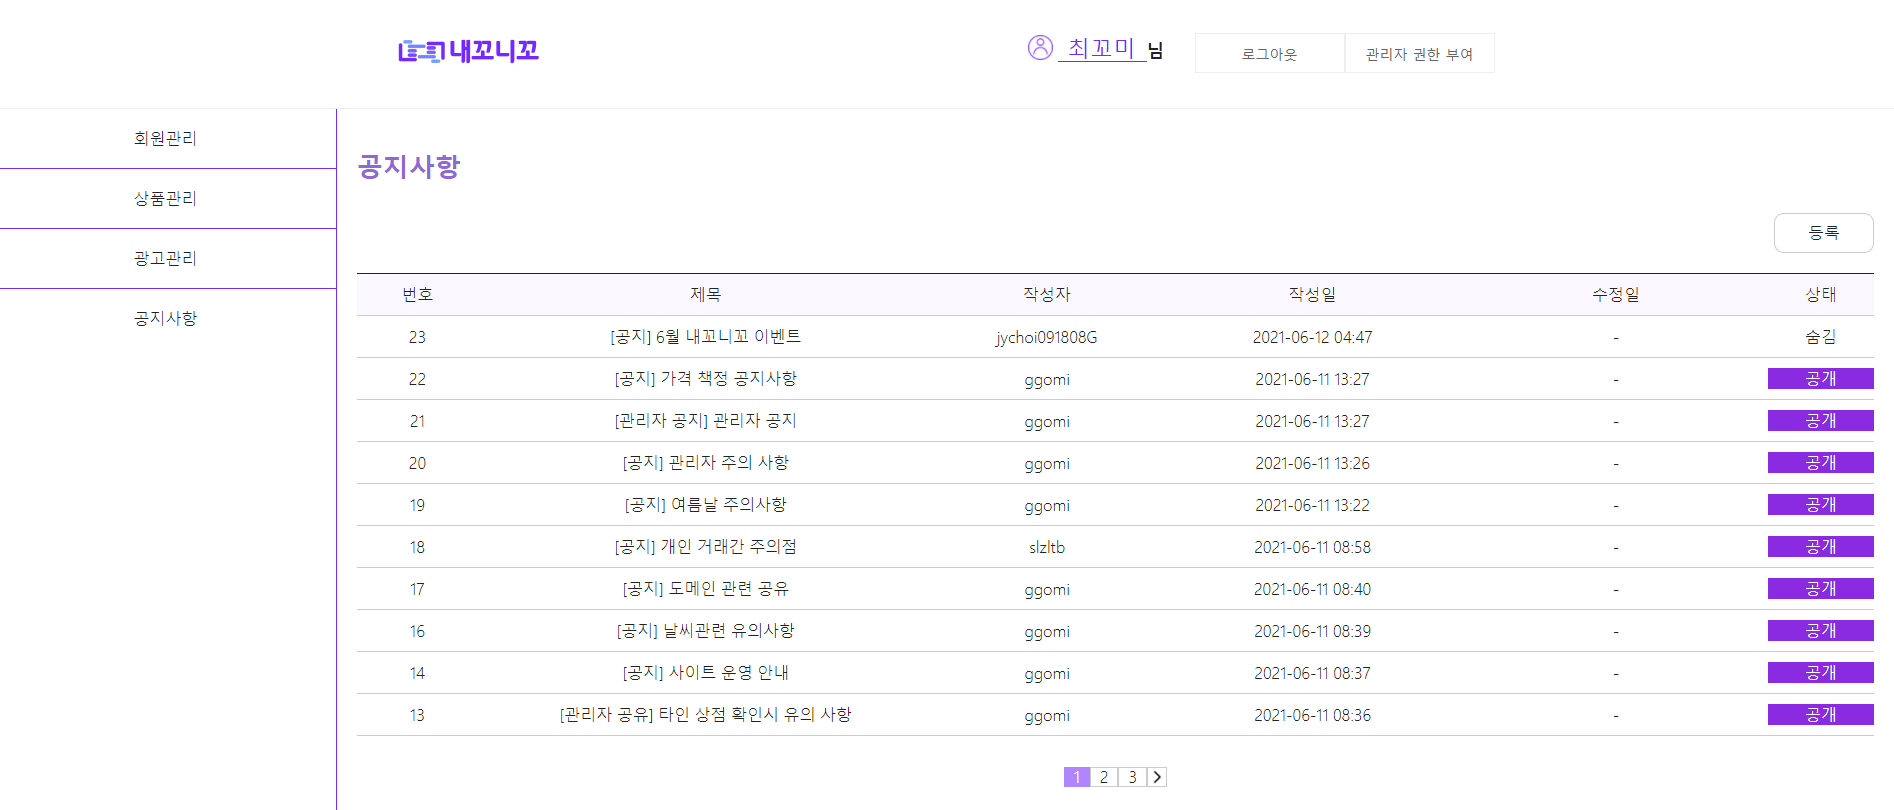 내꼬니꼬
최꼬미 님
로그아웃
관리자 권한 부여
회원관리
상품관리
광고관리
공지사항
공지사항
등록
번호 제목 작성자 작성일 수정일 상태
23 [공지] 6월 내꼬니꼬 이벤트 jychoi091808G 2021-06-12 04:47 - 숨김
22 [공지] 가격 책정 공지사항 ggomi 2021-06-11 13:27 - 공개
21 [관리자 공지] 관리자 공지 ggomi 2021-06-11 13:27 - 공개
20 [공지] 관리자 주의 사항 ggomi 2021-06-11 13:26 - 공개
19 [공지] 여름날 주의사항 ggomi 2021-06-11 13:22 - 공개
18 [공지] 개인 거래간 주의점 slzltb 2021-06-11 08:58 - 공개
17 [공지] 도메인 관련 공유 ggomi 2021-06-11 08:40 - 공개
16 [공지] 날씨관련 유의사항 ggomi 2021-06-11 08:39 - 공개
14 [공지] 사이트 운영 안내 ggomi 2021-06-11 08:37 - 공개
13 [관리자 공유] 타인 상점 확인시 유의 사항 ggomi 2021-06-11 08:36 - 공개
1 2 3